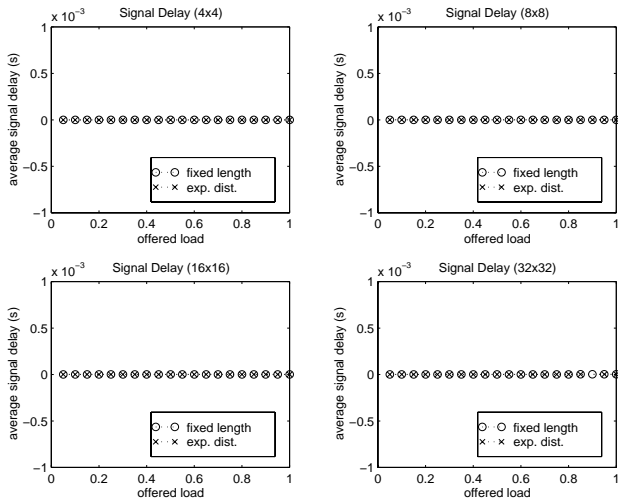 Signal Delay (4x4)
x 10⁻³
1
0.5
0
−0.5
−1
average signal delay (s)
fixed length
exp. dist.
0 0.2 0.4 0.6 0.8 1
offered load
Signal Delay (8x8)
x 10⁻³
1
0.5
0
−0.5
−1
average signal delay (s)
fixed length
exp. dist.
0 0.2 0.4 0.6 0.8 1
offered load
Signal Delay (16x16)
x 10⁻³
1
0.5
0
−0.5
−1
average signal delay (s)
fixed length
exp. dist.
0 0.2 0.4 0.6 0.8 1
offered load
Signal Delay (32x32)
x 10⁻³
1
0.5
0
−0.5
−1
average signal delay (s)
fixed length
exp. dist.
0 0.2 0.4 0.6 0.8 1
offered load